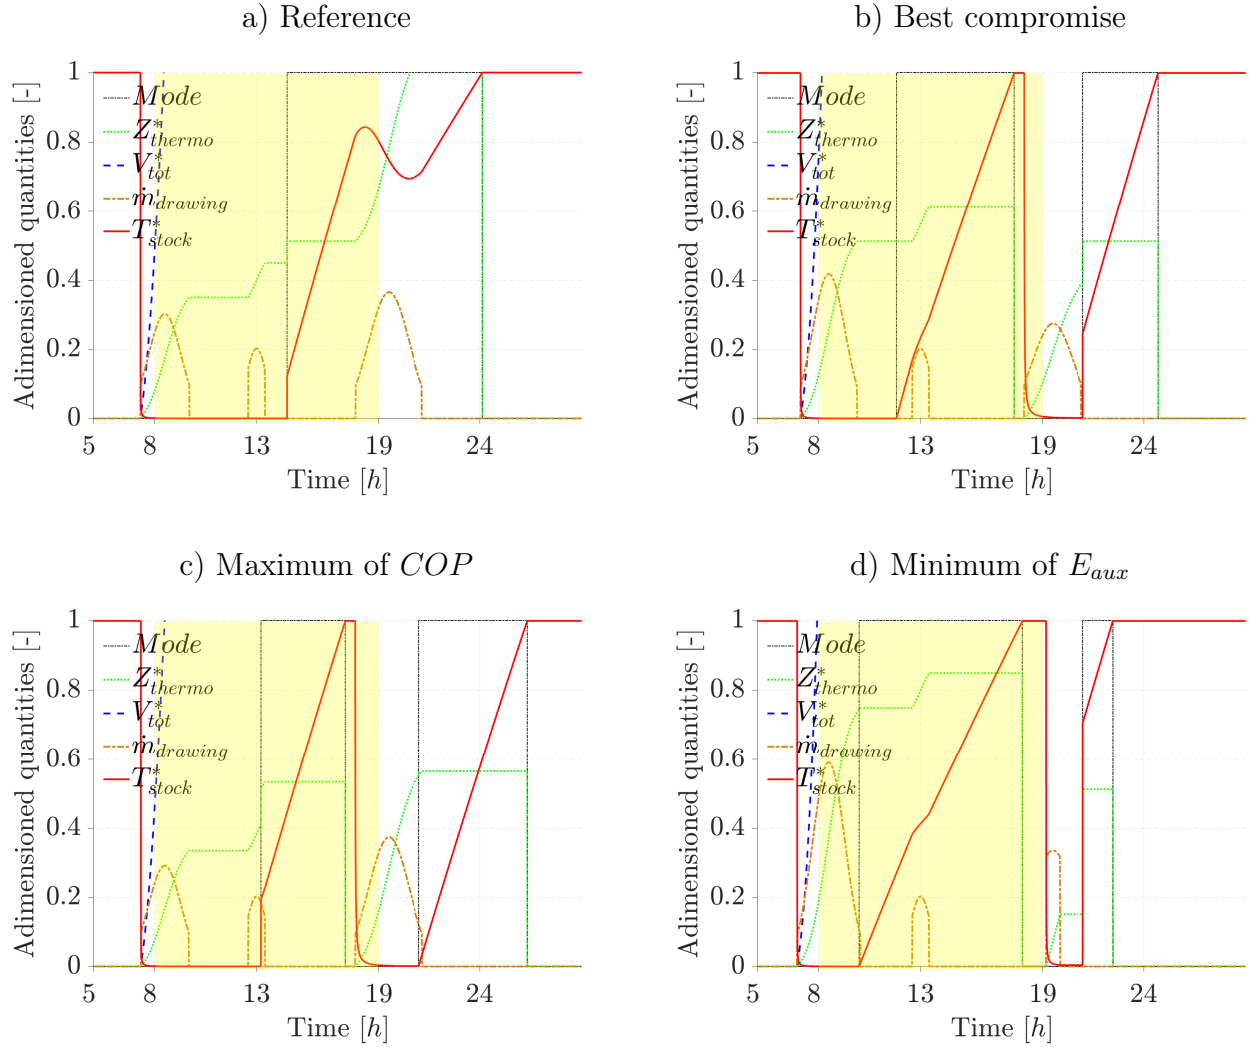 a) Reference
Adimensioned quantities [-]
1
0.8
0.6
0.4
0.2
0
Mode
Z*thermo
V*tot
ṁdrawing
T*stock
5 8 13 19 24
Time [h]
b) Best compromise
Adimensioned quantities [-]
1
0.8
0.6
0.4
0.2
0
Mode
Z*thermo
V*tot
ṁdrawing
T*stock
5 8 13 19 24
Time [h]
c) Maximum of COP
Adimensioned quantities [-]
1
0.8
0.6
0.4
0.2
0
Mode
Z*thermo
V*tot
ṁdrawing
T*stock
5 8 13 19 24
Time [h]
d) Minimum of Eaux
Adimensioned quantities [-]
1
0.8
0.6
0.4
0.2
0
Mode
Z*thermo
V*tot
ṁdrawing
T*stock
5 8 13 19 24
Time [h]